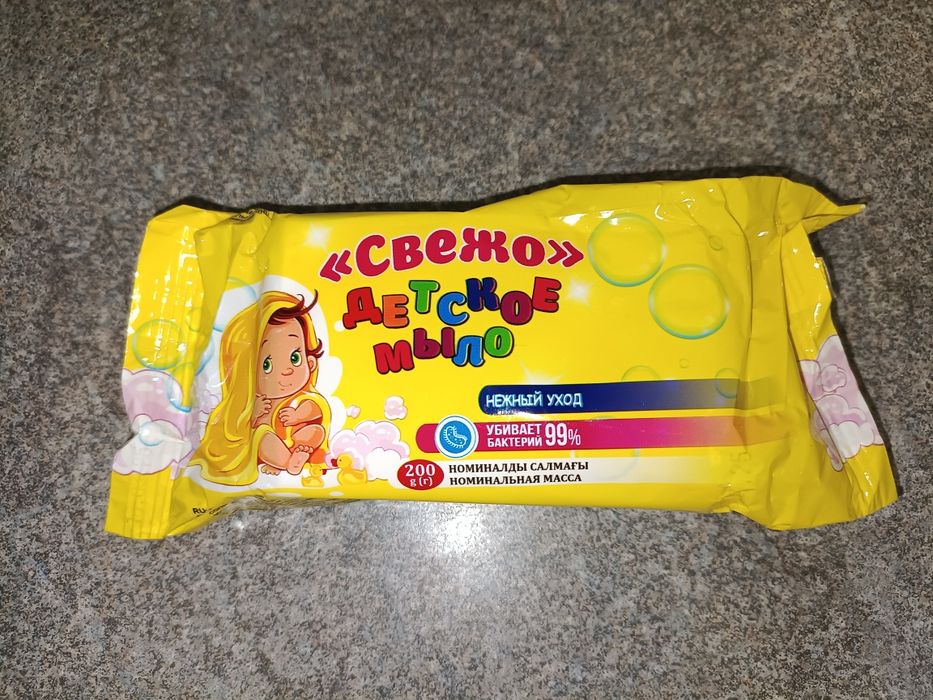 «Свежо»
ДЕТСКОЕ
МЫЛО
НЕЖНЫЙ УХОД
УБИВАЕТ
БАКТЕРИЙ 99%
200 НОМИНАЛДЫ САЛМАҒЫ
g (г) НОМИНАЛЬНАЯ МАССА